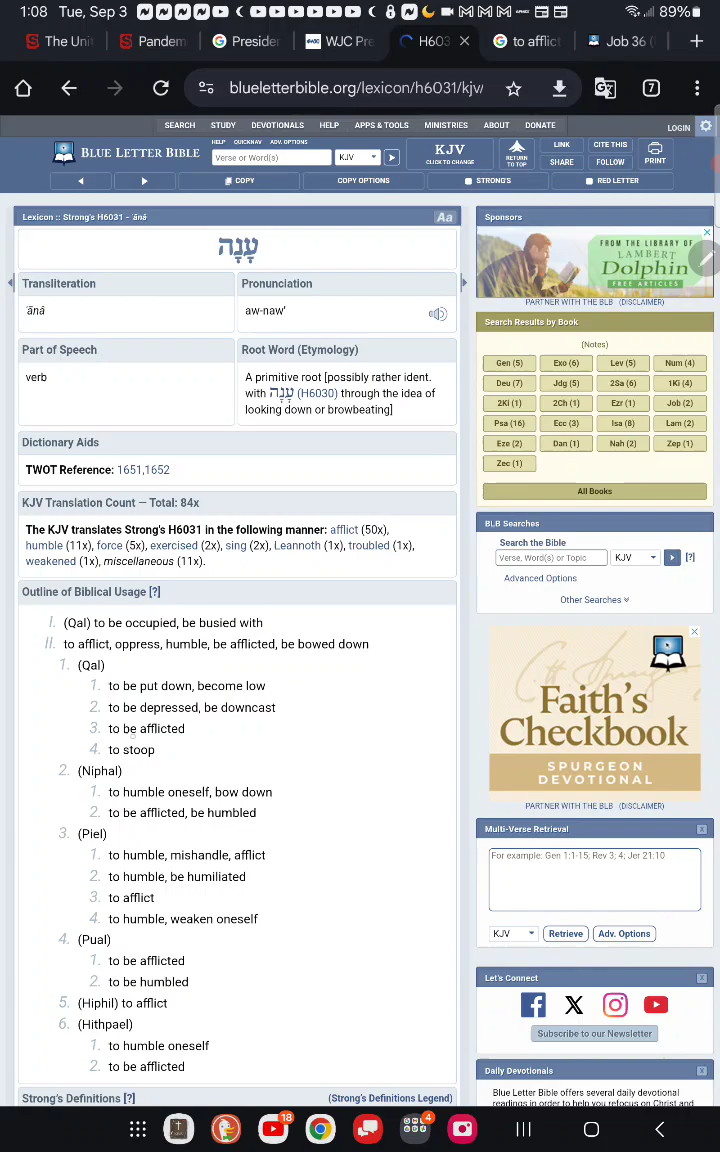 1:08 Tue, Sep 3 89%
The Unit Pandem Presider WJC Pre H603 to afflict Job 36
blueletterbible.org/lexicon/h6031/kjv/ 7
SEARCH STUDY DEVOTIONALS HELP APPS & TOOLS MINISTRIES ABOUT DONATE LOGIN
BLUE LETTER BIBLE
HELP QUICKNAV ADV. OPTIONS
Verse or Word(s) KJV
KJV
CLICK TO CHANGE
RETURN
TO TOP
LINK CITE THIS
SHARE FOLLOW
PRINT
COPY COPY OPTIONS STRONG'S RED LETTER
Lexicon :: Strong's H6031 - ʿānâ Aa
עָנָה
Transliteration Pronunciation
ʿānâ aw-naw'
Part of Speech Root Word (Etymology)
verb
A primitive root [possibly rather ident.
with עָנָה (H6030) through the idea of
looking down or browbeating]
Dictionary Aids
TWOT Reference: 1651,1652
KJV Translation Count — Total: 84x
The KJV translates Strong's H6031 in the following manner: afflict (50x),
humble (11x), force (5x), exercised (2x), sing (2x), Leannoth (1x), troubled (1x),
weakened (1x), miscellaneous (11x).
Outline of Biblical Usage [?]
I. (Qal) to be occupied, be busied with
II. to afflict, oppress, humble, be afflicted, be bowed down
1. (Qal)
1. to be put down, become low
2. to be depressed, be downcast
3. to be afflicted
4. to stoop
2. (Niphal)
1. to humble oneself, bow down
2. to be afflicted, be humbled
3. (Piel)
1. to humble, mishandle, afflict
2. to humble, be humiliated
3. to afflict
4. to humble, weaken oneself
4. (Pual)
1. to be afflicted
2. to be humbled
5. (Hiphil) to afflict
6. (Hithpael)
1. to humble oneself
2. to be afflicted
Strong's Definitions [?] (Strong's Definitions Legend)
Sponsors
FROM THE LIBRARY OF
LAMBERT
Dolphin
FREE ARTICLES
PARTNER WITH THE BLB (DISCLAIMER)
Search Results by Book
(Notes)
Gen (5) Exo (6) Lev (5) Num (4)
Deu (7) Jdg (5) 2Sa (6) 1Ki (4)
2Ki (1) 2Ch (1) Ezr (1) Job (2)
Psa (16) Ecc (3) Isa (8) Lam (2)
Eze (2) Dan (1) Nah (2) Zep (1)
Zec (1)
All Books
BLB Searches
Search the Bible
Verse, Word(s) or Topic KJV [?]
Advanced Options
Other Searches
Faith's
Checkbook
SPURGEON
DEVOTIONAL
PARTNER WITH THE BLB (DISCLAIMER)
Multi-Verse Retrieval X
For example: Gen 1:1-15; Rev 3; 4; Jer 21:10
KJV Retrieve Adv. Options
Let's Connect X
Subscribe to our Newsletter
Daily Devotionals X
Blue Letter Bible offers several daily devotional
readings in order to help you refocus on Christ and
18 4